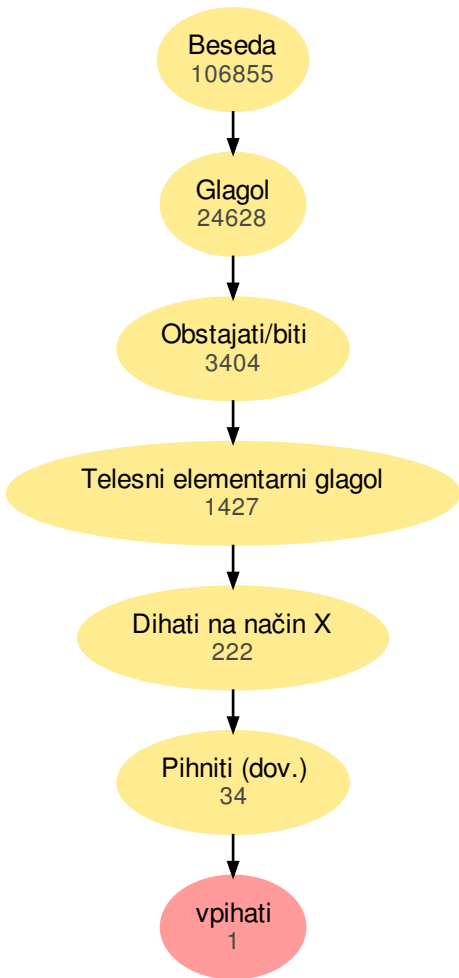 Beseda
106855
Glagol
24628
Obstajati/biti
3404
Telesni elementarni glagol
1427
Dihati na način X
222
Pihniti (dov.)
34
vpihati
1